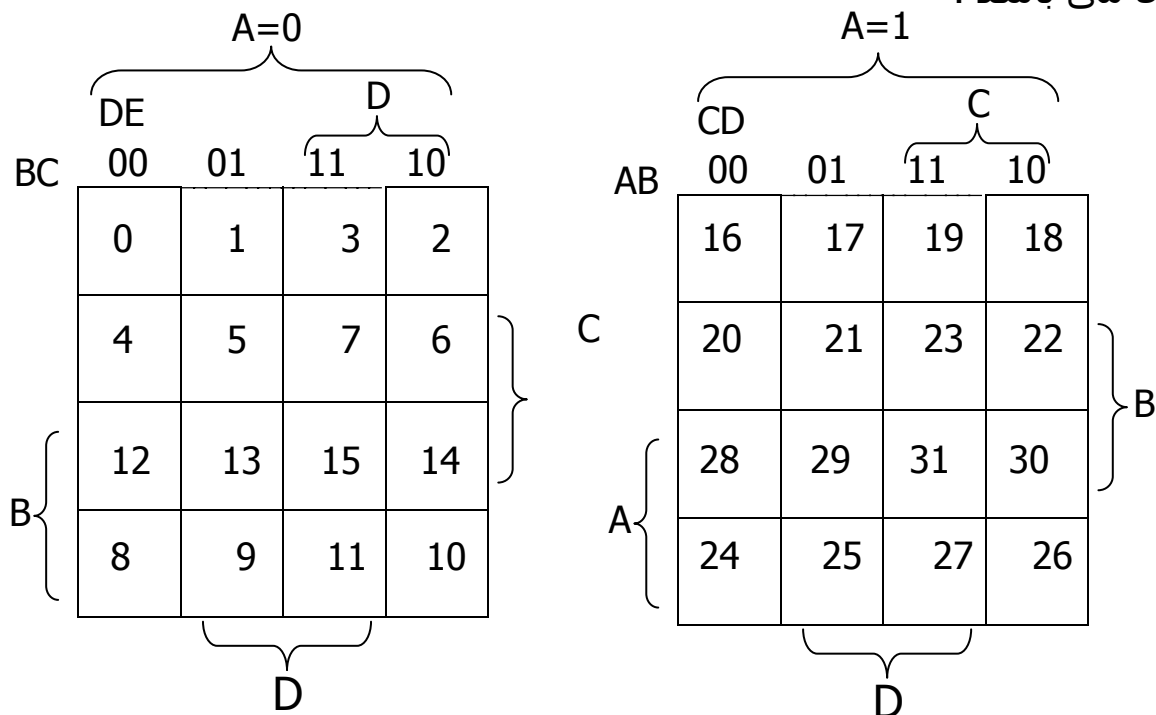 A=0
D
DE
BC 00 01 11 10
0 1 3 2
4 5 7 6
C
12 13 15 14
B
8 9 11 10
D
A=1
C
CD
AB 00 01 11 10
16 17 19 18
20 21 23 22
B
28 29 31 30
A
24 25 27 26
D